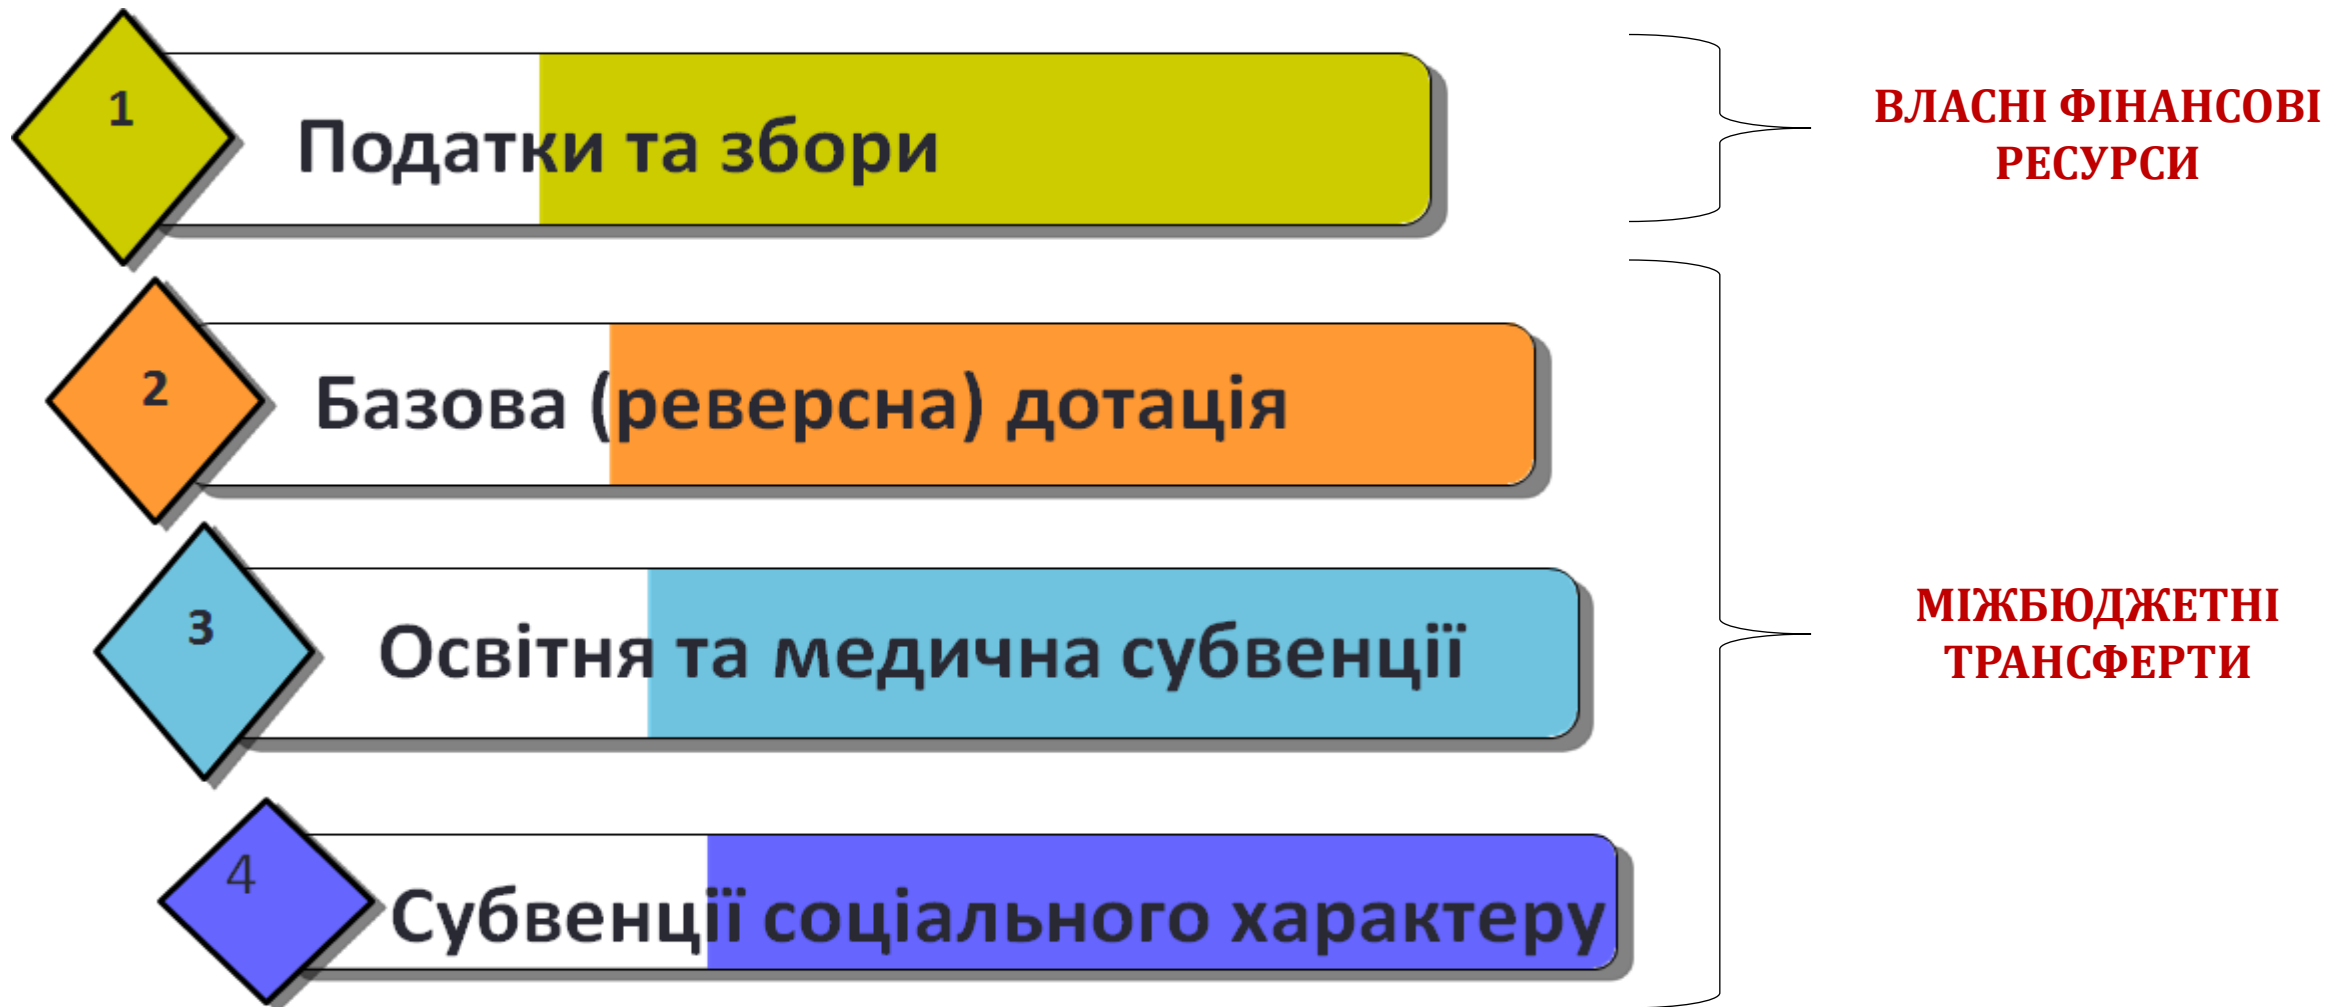 1
Податки та збори
ВЛАСНІ ФІНАНСОВІ
РЕСУРСИ
2
Базова (реверсна) дотація
3
Освітня та медична субвенції
МІЖБЮДЖЕТНІ
ТРАНСФЕРТИ
4
Субвенції соціального характеру